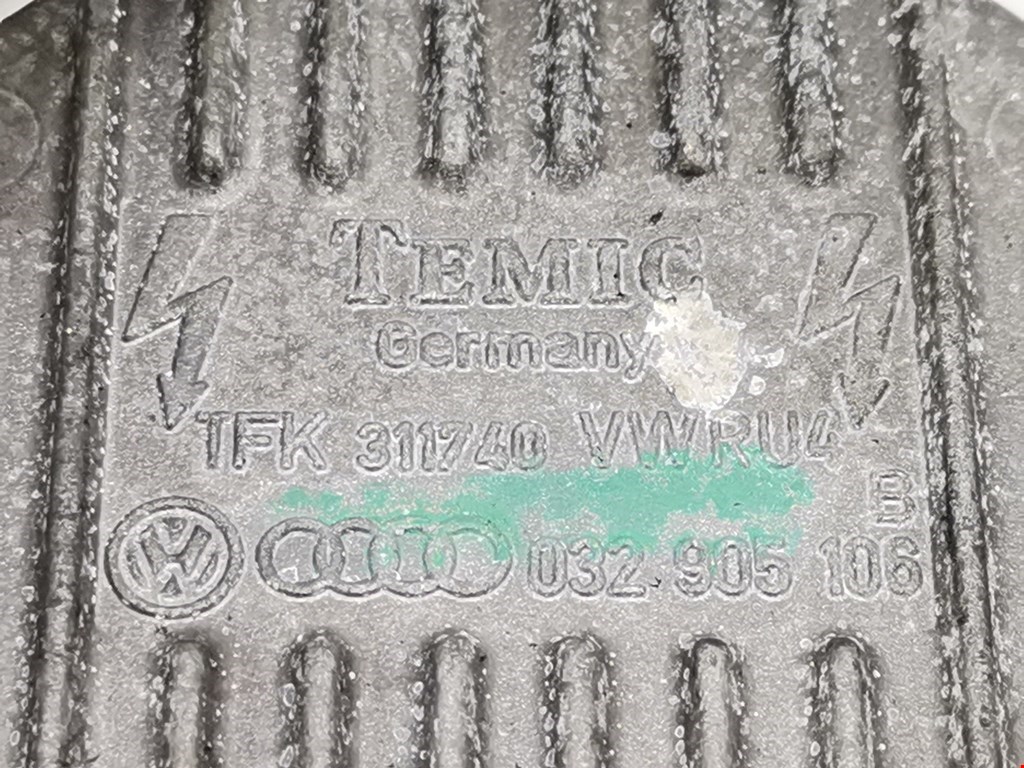 TEMIC
Germany
TFK 311740 VWRU4
B
032 905 106